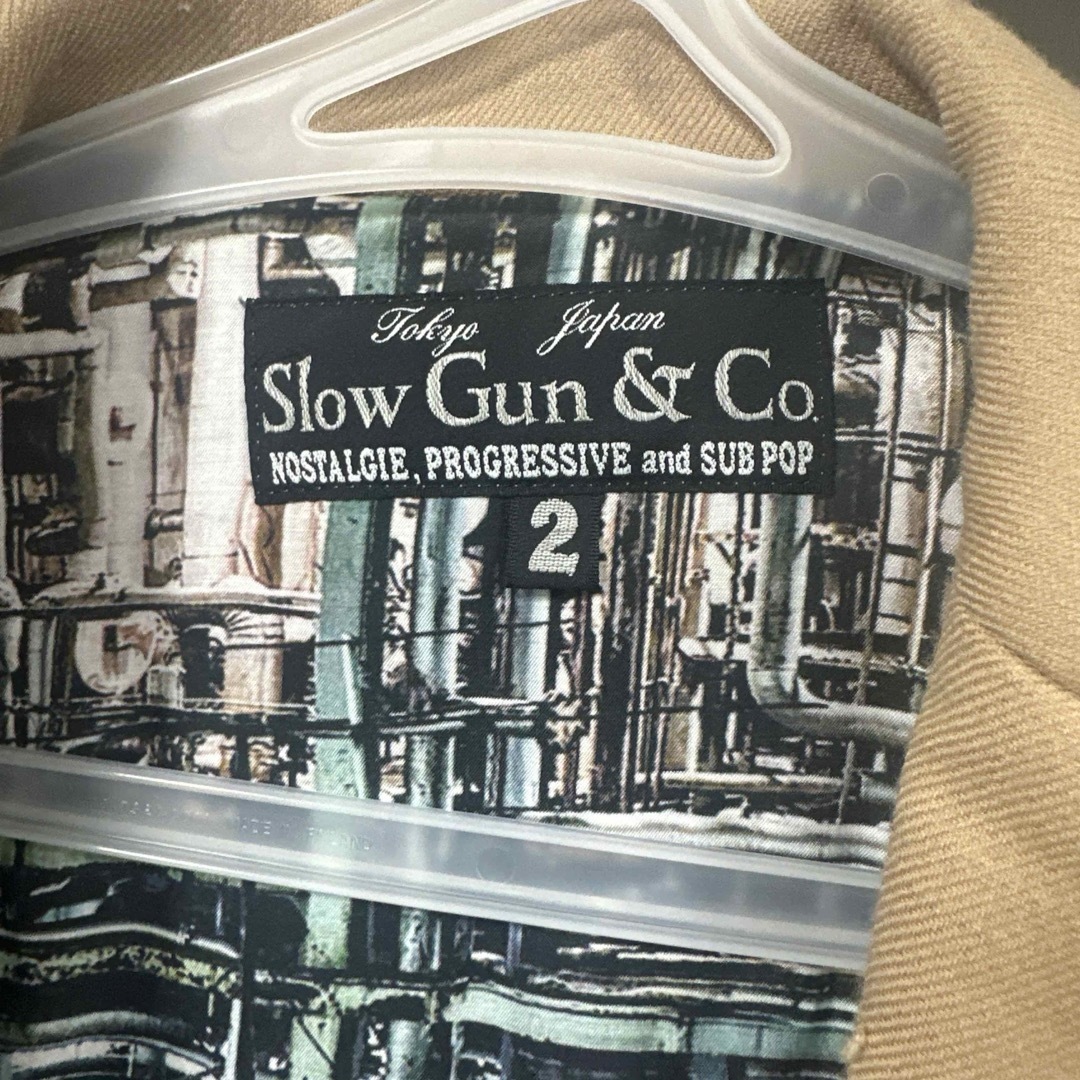 Tokyo Japan
Slow Gun & Co.
NOSTALGIE, PROGRESSIVE and SUB POP
2